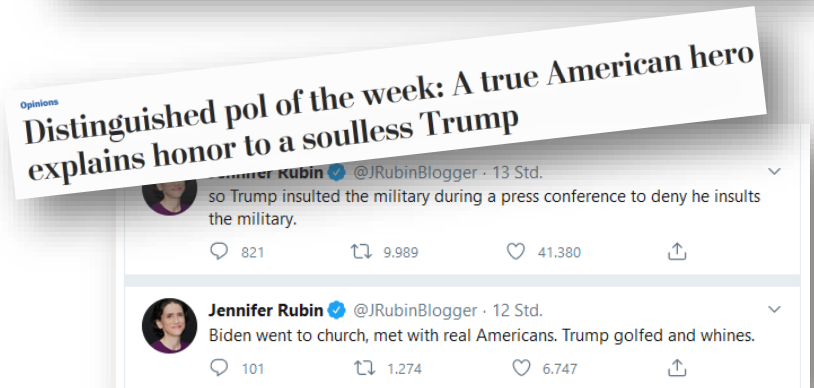 Opinions
Distinguished pol of the week: A true American hero
explains honor to a soulless Trump
Jennifer Rubin @JRubinBlogger · 13 Std.
so Trump insulted the military during a press conference to deny he insults
the military.
821 9.989 41.380
Jennifer Rubin @JRubinBlogger · 12 Std.
Biden went to church, met with real Americans. Trump golfed and whines.
101 1.274 6.747